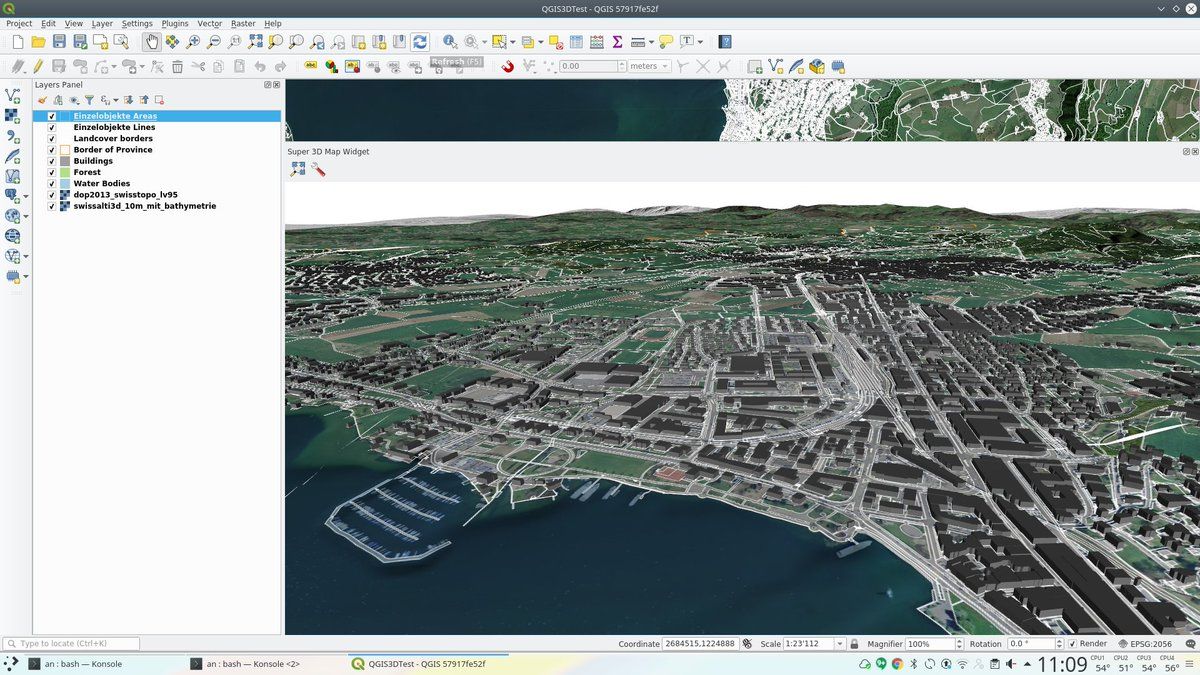 QGIS3DTest - QGIS 57917fe52f
Project Edit View Layer Settings Plugins Vector Raster Help
Refresh (F5)
0.00 meters
Layers Panel
Einzelobjekte Areas
Einzelobjekte Lines
Landcover borders
Border of Province
Buildings
Forest
Water Bodies
dop2013_swisstopo_lv95
swissalti3d_10m_mit_bathymetrie
Super 3D Map Widget
Type to locate (Ctrl+K)
Coordinate 2684515,1224888 Scale 1:23'112 Magnifier 100% Rotation 0.0 ° Render EPSG:2056
an : bash — Konsole
an : bash — Konsole <2>
QGIS3DTest - QGIS 57917fe52f
11:09
CPU1 CPU2 CPU3 CPU4
54° 51° 54° 56°